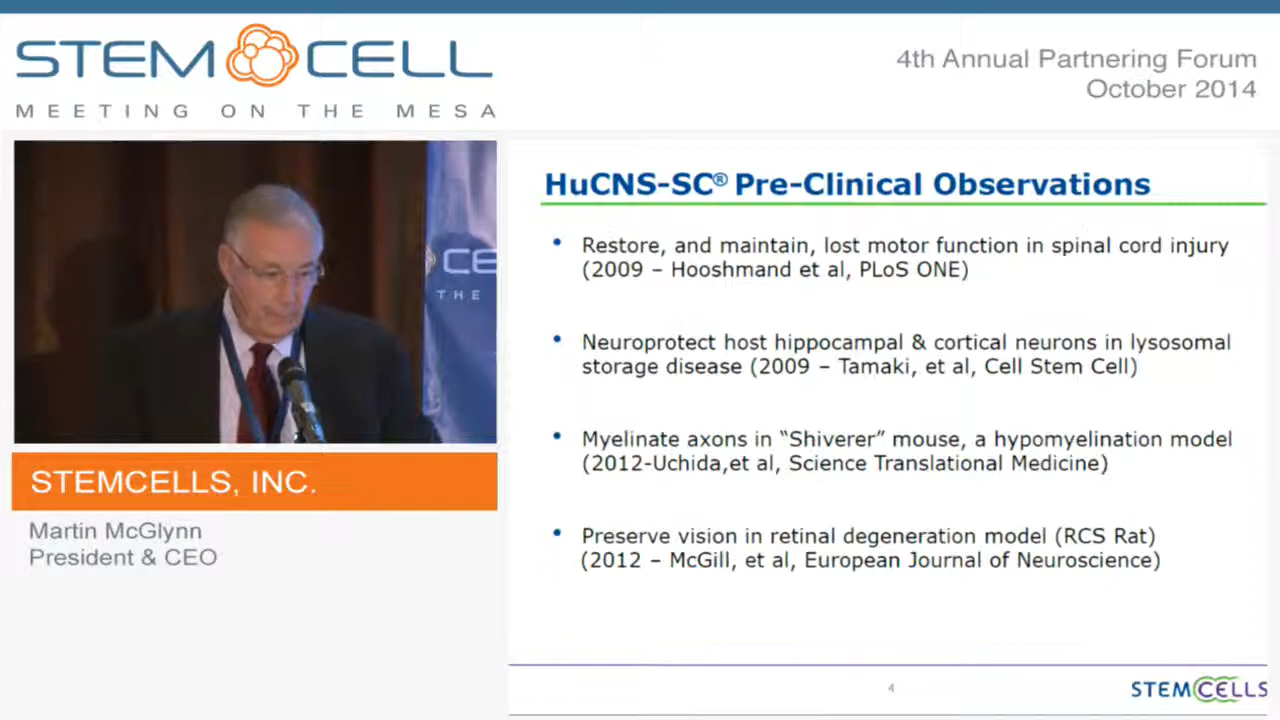 STEM CELL
MEETING ON THE MESA
4th Annual Partnering Forum
October 2014
CE
THE
STEMCELLS, INC.
Martin McGlynn
President & CEO
HuCNS-SC® Pre-Clinical Observations
• Restore, and maintain, lost motor function in spinal cord injury
(2009 – Hooshmand et al, PLoS ONE)
• Neuroprotect host hippocampal & cortical neurons in lysosomal
storage disease (2009 – Tamaki, et al, Cell Stem Cell)
• Myelinate axons in “Shiverer” mouse, a hypomyelination model
(2012-Uchida,et al, Science Translational Medicine)
• Preserve vision in retinal degeneration model (RCS Rat)
(2012 – McGill, et al, European Journal of Neuroscience)
4
STEMCELLS